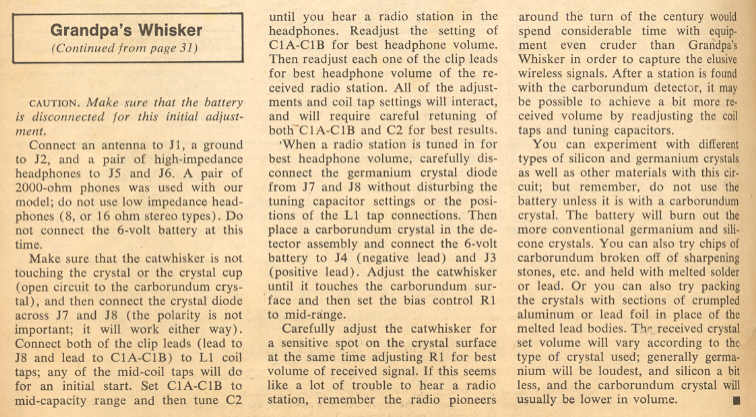 Grandpa's Whisker
(Continued from page 31)
CAUTION. Make sure that the battery
is disconnected for this initial adjust-
ment.
Connect an antenna to J1, a ground
to J2, and a pair of high-impedance
headphones to J5 and J6. A pair of
2000-ohm phones was used with our
model; do not use low impedance head-
phones (8, or 16 ohm stereo types). Do
not connect the 6-volt battery at this
time.
Make sure that the catwhisker is not
touching the crystal or the crystal cup
(open circuit to the carborundum crys-
tal), and then connect the crystal diode
across J7 and J8 (the polarity is not
important; it will work either way).
Connect both of the clip leads (lead to
J8 and lead to C1A-C1B) to L1 coil
taps; any of the mid-coil taps will do
for an initial start. Set C1A-C1B to
mid-capacity range and then tune C2
until you hear a radio station in the
headphones. Readjust the setting of
C1A-C1B for best headphone volume.
Then readjust each one of the clip leads
for best headphone volume of the re-
ceived radio station. All of the adjust-
ments and coil tap settings will interact,
and will require careful retuning of
both C1A-C1B and C2 for best results.
When a radio station is tuned in for
best headphone volume, carefully dis-
connect the germanium crystal diode
from J7 and J8 without disturbing the
tuning capacitor settings or the posi-
tions of the L1 tap connections. Then
place a carborundum crystal in the de-
tector assembly and connect the 6-volt
battery to J4 (negative lead) and J3
(positive lead). Adjust the catwhisker
until it touches the carborundum sur-
face and then set the bias control R1
to mid-range.
Carefully adjust the catwhisker for
a sensitive spot on the crystal surface
at the same time adjusting R1 for best
volume of received signal. If this seems
like a lot of trouble to hear a radio
station, remember the radio pioneers
around the turn of the century would
spend considerable time with equip-
ment even cruder than Grandpa's
Whisker in order to capture the elusive
wireless signals. After a station is found
with the carborundum detector, it may
be possible to achieve a bit more re-
ceived volume by readjusting the coil
taps and tuning capacitors.
You can experiment with different
types of silicon and germanium crystals
as well as other materials with this cir-
cuit; but remember, do not use the
battery unless it is with a carborundum
crystal. The battery will burn out the
more conventional germanium and sili-
cone crystals. You can also try chips of
carborundum broken off of sharpening
stones, etc. and held with melted solder
or lead. Or you can also try packing
the crystals with sections of crumpled
aluminum or lead foil in place of the
melted lead bodies. The received crystal
set volume will vary according to the
type of crystal used; generally germa-
nium will be loudest, and silicon a bit
less, and the carborundum crystal will
usually be lower in volume. ■